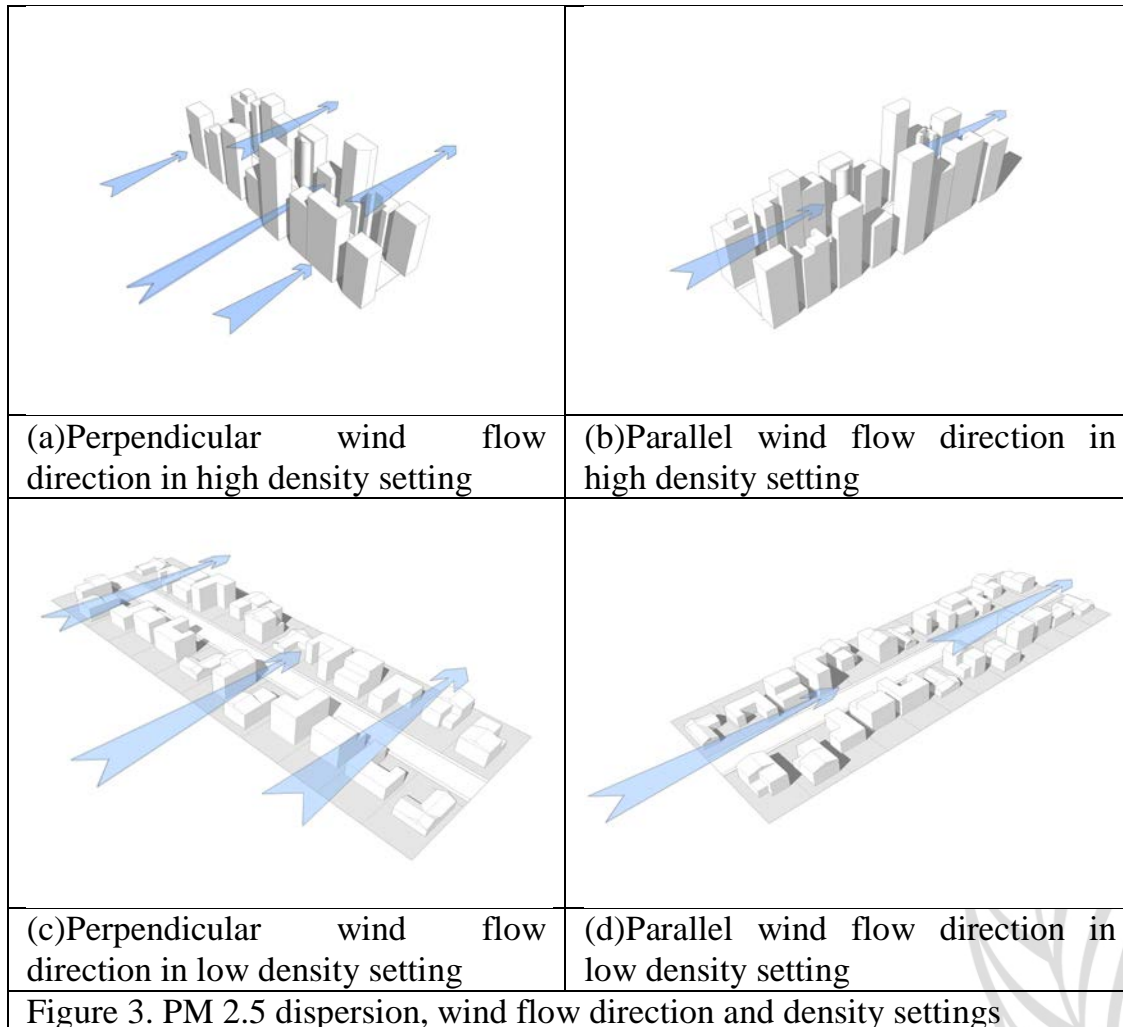 (a)Perpendicular wind flow
direction in high density setting
(b)Parallel wind flow direction in
high density setting
(c)Perpendicular wind flow
direction in low density setting
(d)Parallel wind flow direction in
low density setting
Figure 3. PM 2.5 dispersion, wind flow direction and density settings